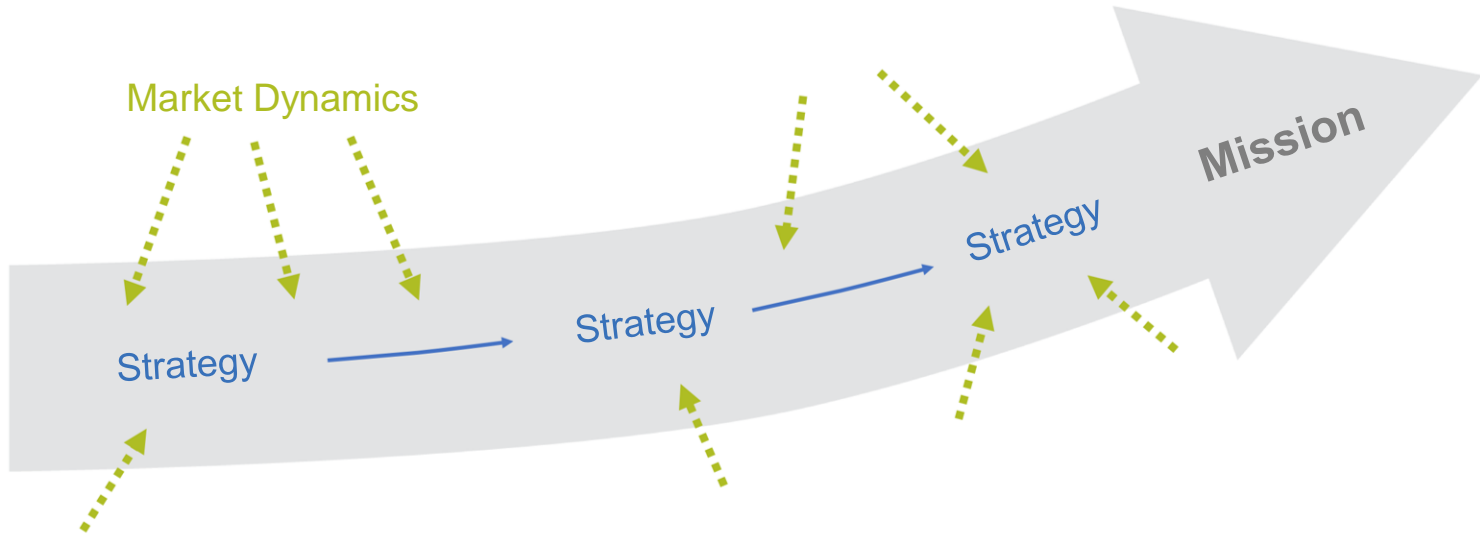 Market Dynamics
Mission
Strategy
Strategy
Strategy